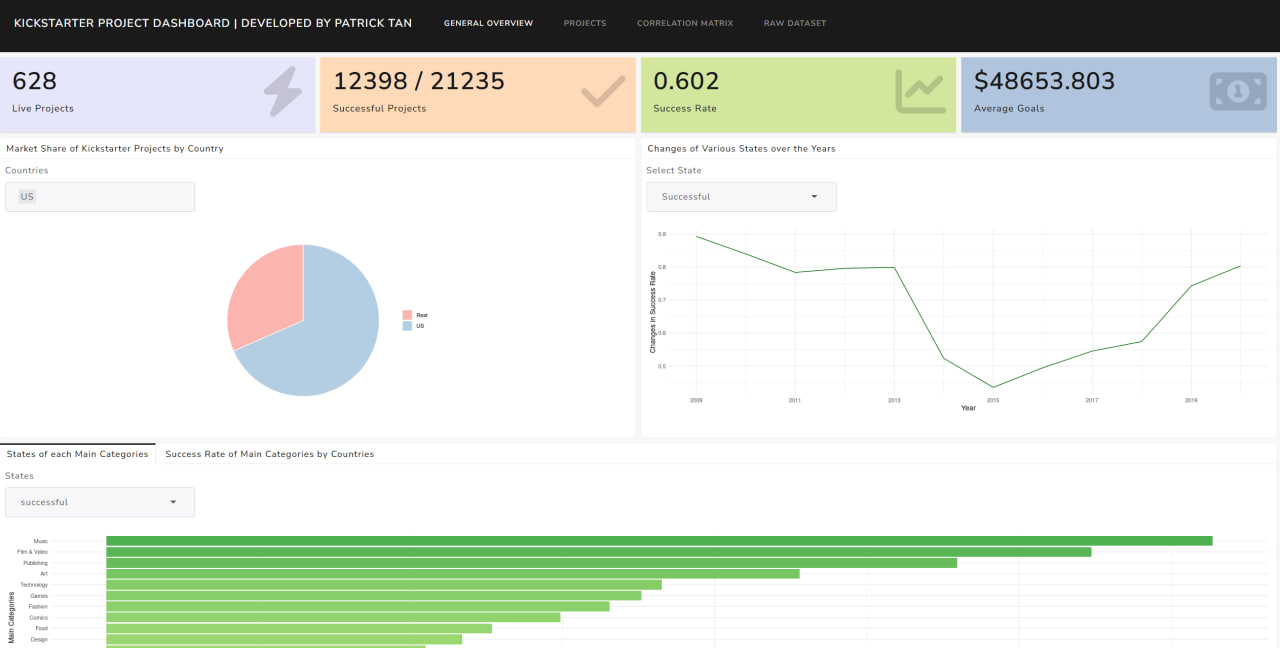 KICKSTARTER PROJECT DASHBOARD | DEVELOPED BY PATRICK TAN
GENERAL OVERVIEW
PROJECTS
CORRELATION MATRIX
RAW DATASET
628
Live Projects
12398 / 21235
Successful Projects
0.602
Success Rate
$48653.803
Average Goals
1
Market Share of Kickstarter Projects by Country
Countries
US
Rest
US
Changes of Various States over the Years
Select State
Successful
Changes in Success Rate
0.9
0.8
0.7
0.6
0.5
2009
2011
2013
2015
2017
2019
Year
States of each Main Categories
Success Rate of Main Categories by Countries
States
successful
Main Categories
Music
Film & Video
Publishing
Art
Technology
Games
Fashion
Comics
Food
Design